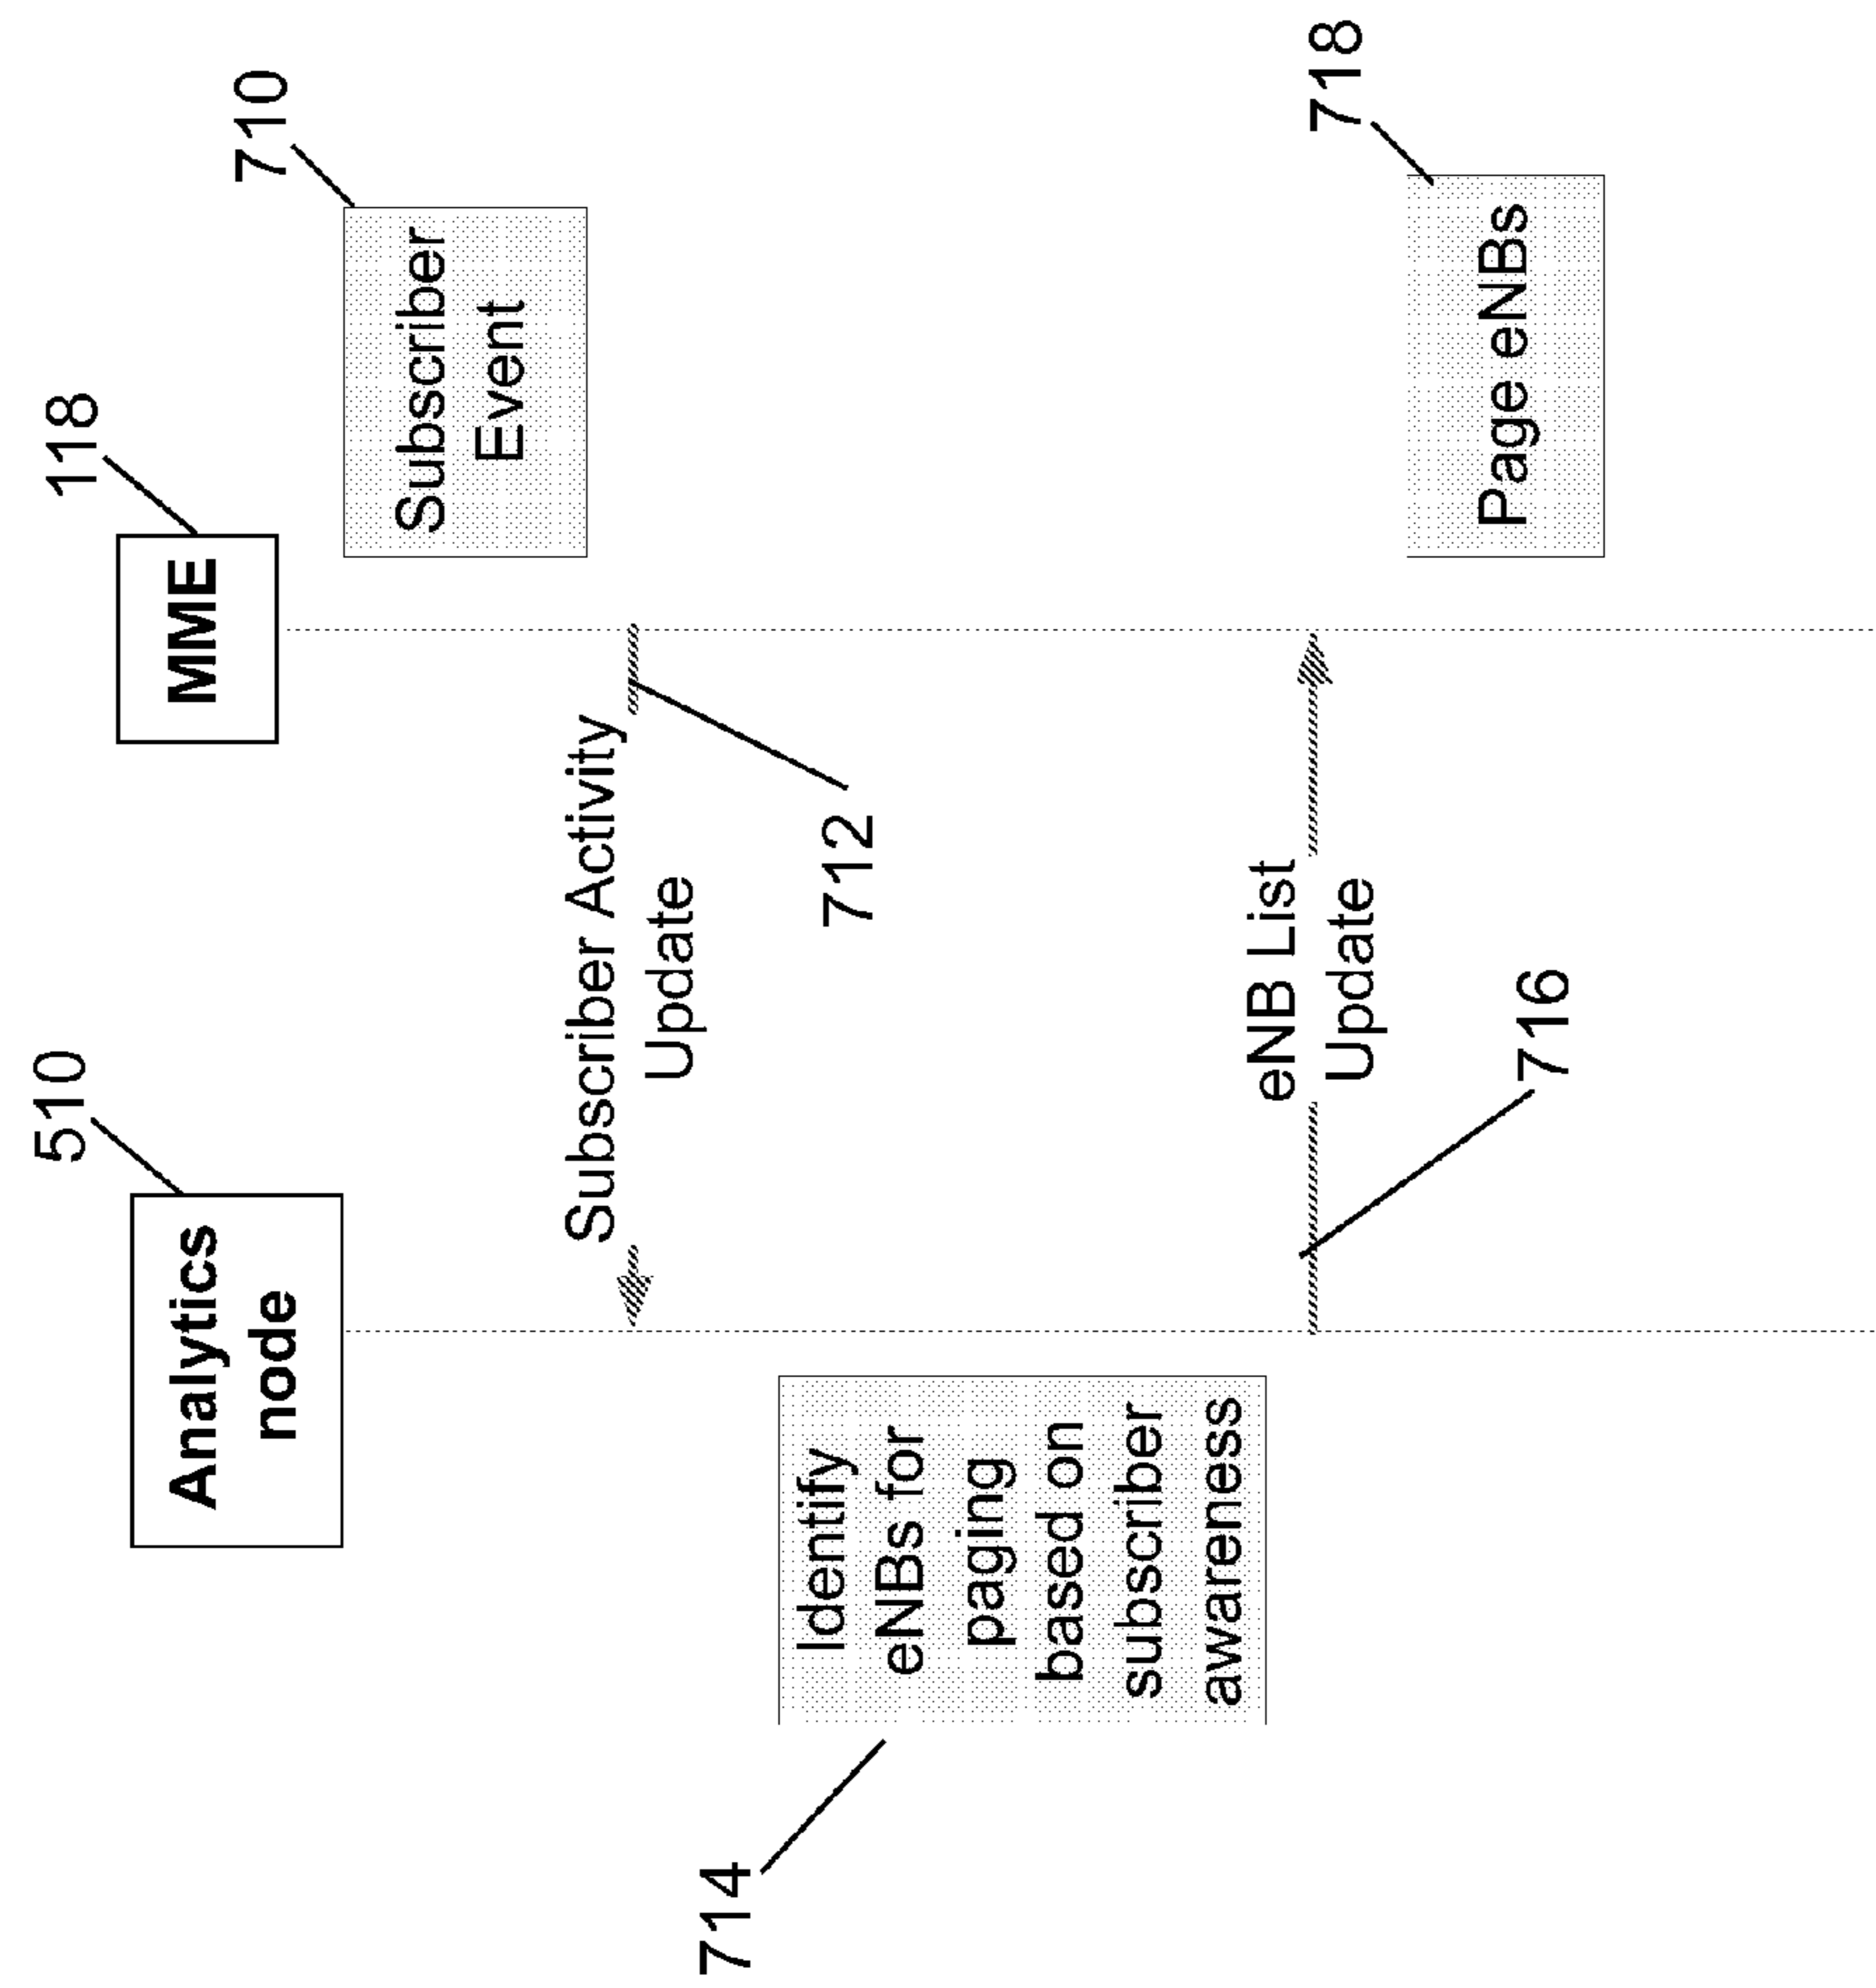 510
118
Analytics
node
MME
710
Subscriber
Event
Subscriber Activity
Update
712
714
Identify
eNBs for
paging
based on
subscriber
awareness
eNB List
Update
716
718
Page eNBs